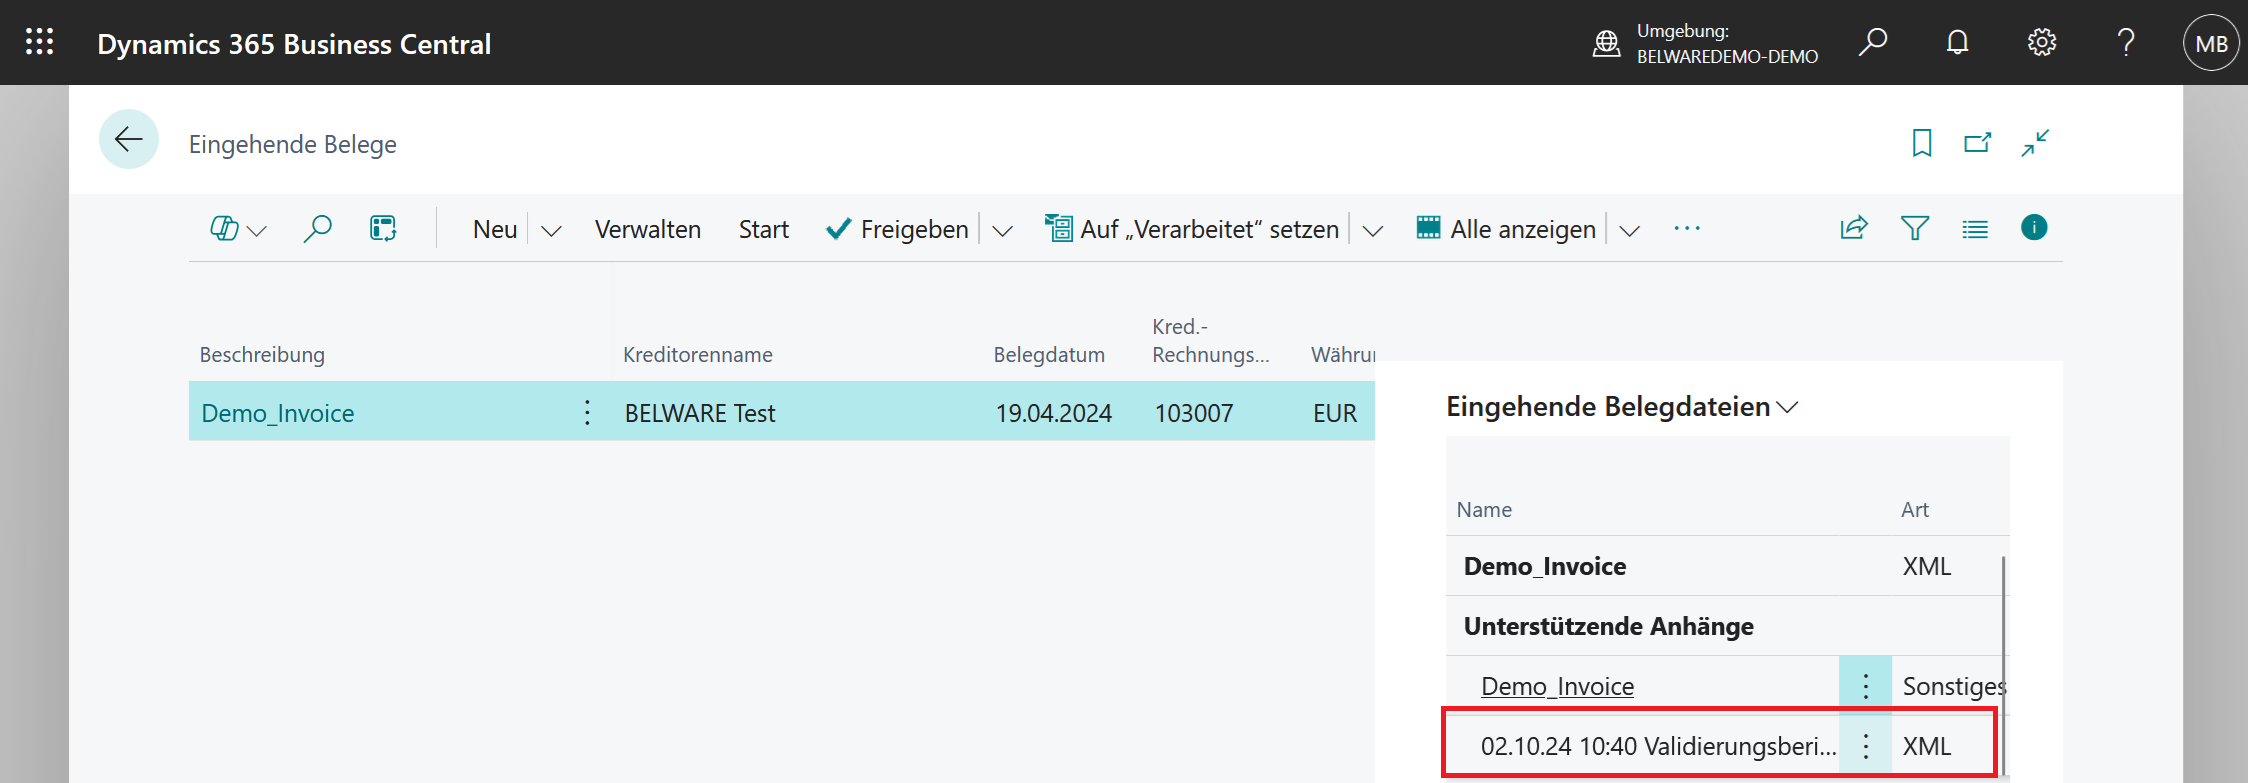 Dynamics 365 Business Central
Umgebung:
BELWAREDEMO-DEMO
MB
Eingehende Belege
Neu Verwalten Start Freigeben Auf „Verarbeitet“ setzen Alle anzeigen
Beschreibung Kreditorenname Belegdatum Kred.-
Rechnungs... Währu
Demo_Invoice BELWARE Test 19.04.2024 103007 EUR
Eingehende Belegdateien
Name Art
Demo_Invoice XML
Unterstützende Anhänge
Demo_Invoice Sonstiges
02.10.24 10:40 Validierungsberi... XML